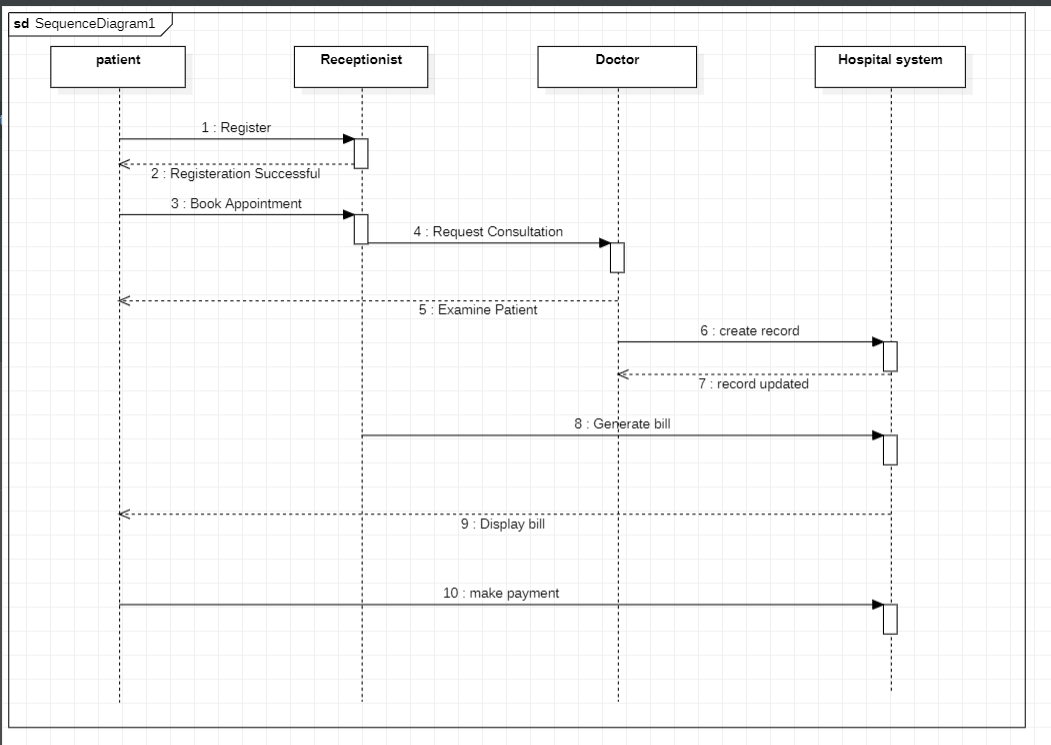 sd SequenceDiagram1
patient
Receptionist
Doctor
Hospital system
1 : Register
2 : Registeration Successful
3 : Book Appointment
4 : Request Consultation
5 : Examine Patient
6 : create record
7 : record updated
8 : Generate bill
9 : Display bill
10 : make payment